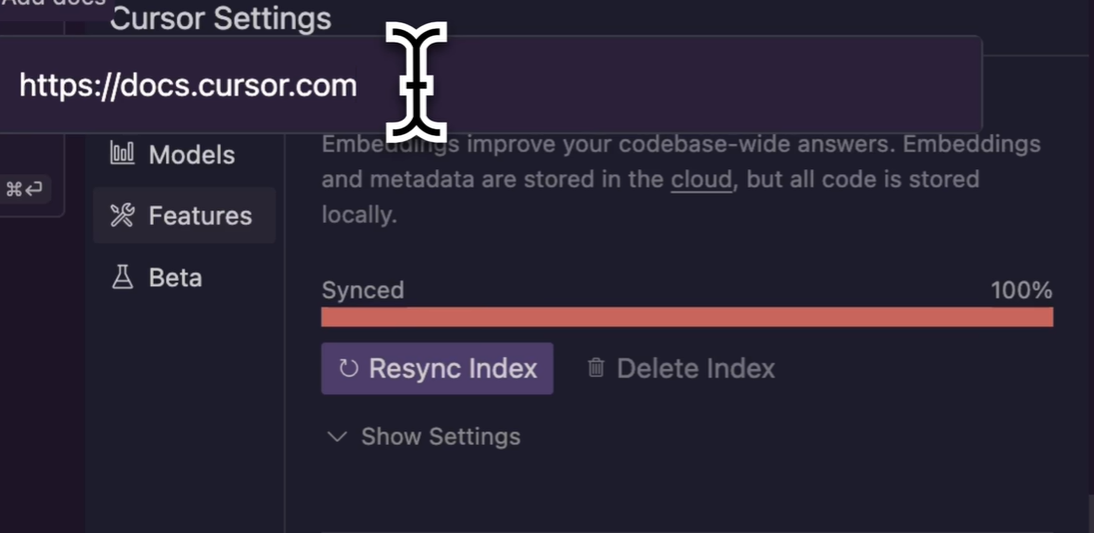 Add docs
Cursor Settings
https://docs.cursor.com
Models
⌘⏎
Features
Beta
Embeddings improve your codebase-wide answers. Embeddings
and metadata are stored in the cloud, but all code is stored
locally.
Synced 100%
Resync Index Delete Index
Show Settings